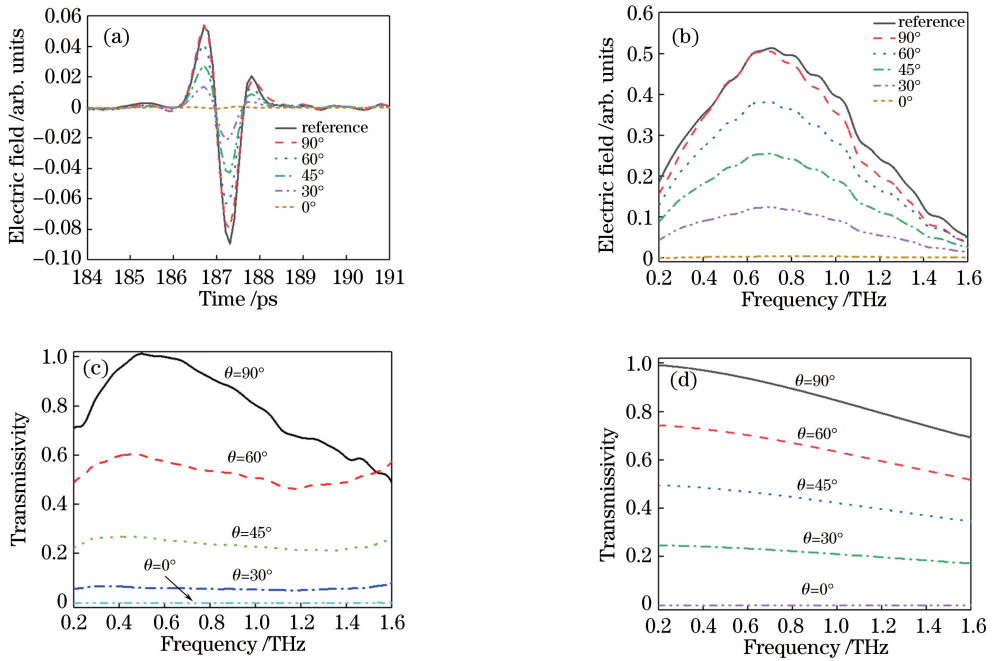 (a)
Electric field/arb. units
0.06
0.04
0.02
0
−0.02
−0.04
−0.06
−0.08
−0.10
reference
90°
60°
45°
30°
0°
184 185 186 187 188 189 190 191
Time /ps
(b)
Electric field/arb. units
0.6
0.5
0.4
0.3
0.2
0.1
0
reference
90°
60°
45°
30°
0°
0.2 0.4 0.6 0.8 1.0 1.2 1.4 1.6
Frequency /THz
(c)
Transmissivity
1.0
0.8
0.6
0.4
0.2
0
θ=90°
θ=60°
θ=45°
θ=0°
θ=30°
0.2 0.4 0.6 0.8 1.0 1.2 1.4 1.6
Frequency /THz
(d)
Transmissivity
1.0
0.8
0.6
0.4
0.2
0
θ=90°
θ=60°
θ=45°
θ=30°
θ=0°
0.2 0.4 0.6 0.8 1.0 1.2 1.4 1.6
Frequency /THz